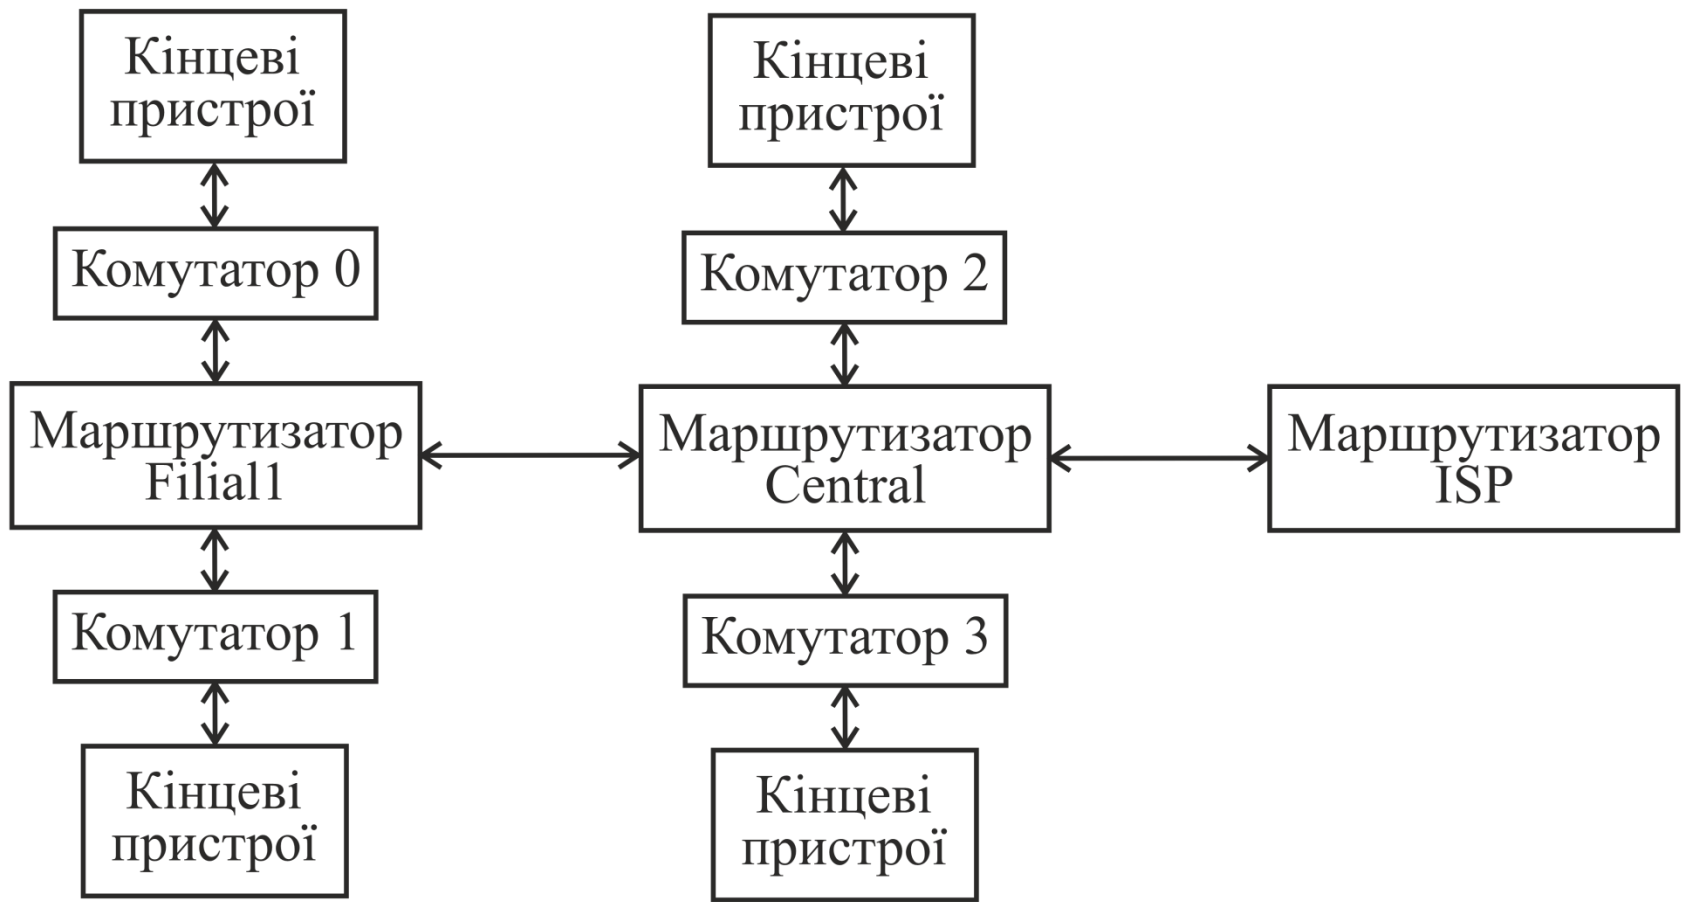 Кінцеві
пристрої
Кінцеві
пристрої
Комутатор 0
Комутатор 2
Маршрутизатор
Filial1
Маршрутизатор
Central
Маршрутизатор
ISP
Комутатор 1
Комутатор 3
Кінцеві
пристрої
Кінцеві
пристрої